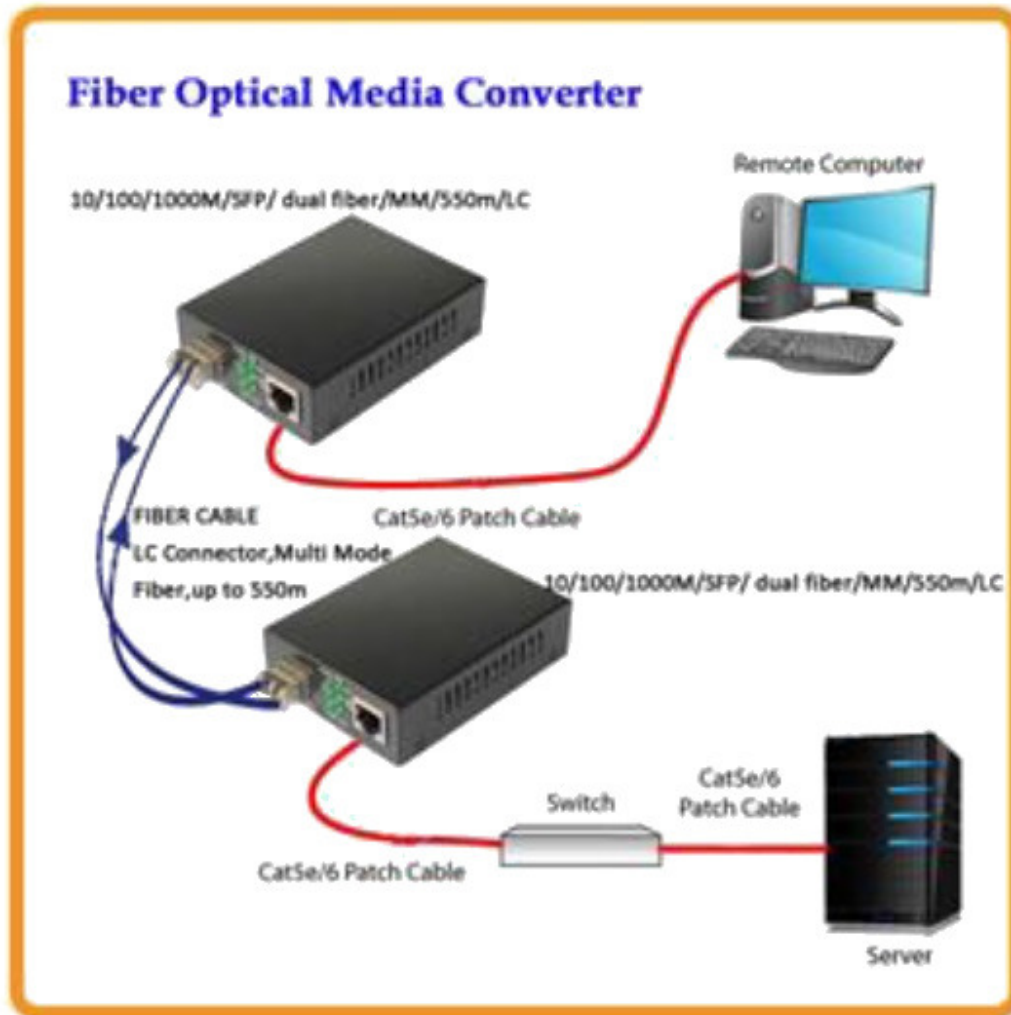 Fiber Optical Media Converter
Remote Computer
10/100/1000M/SFP/ dual fiber/MM/550m/LC
Cat5e/6 Patch Cable
FIBER CABLE
LC Connector,Multi Mode
Fiber,up to 550m
10/100/1000M/SFP/ dual fiber/MM/550m/LC
Cat5e/6
Patch Cable
Switch
Cat5e/6 Patch Cable
Server